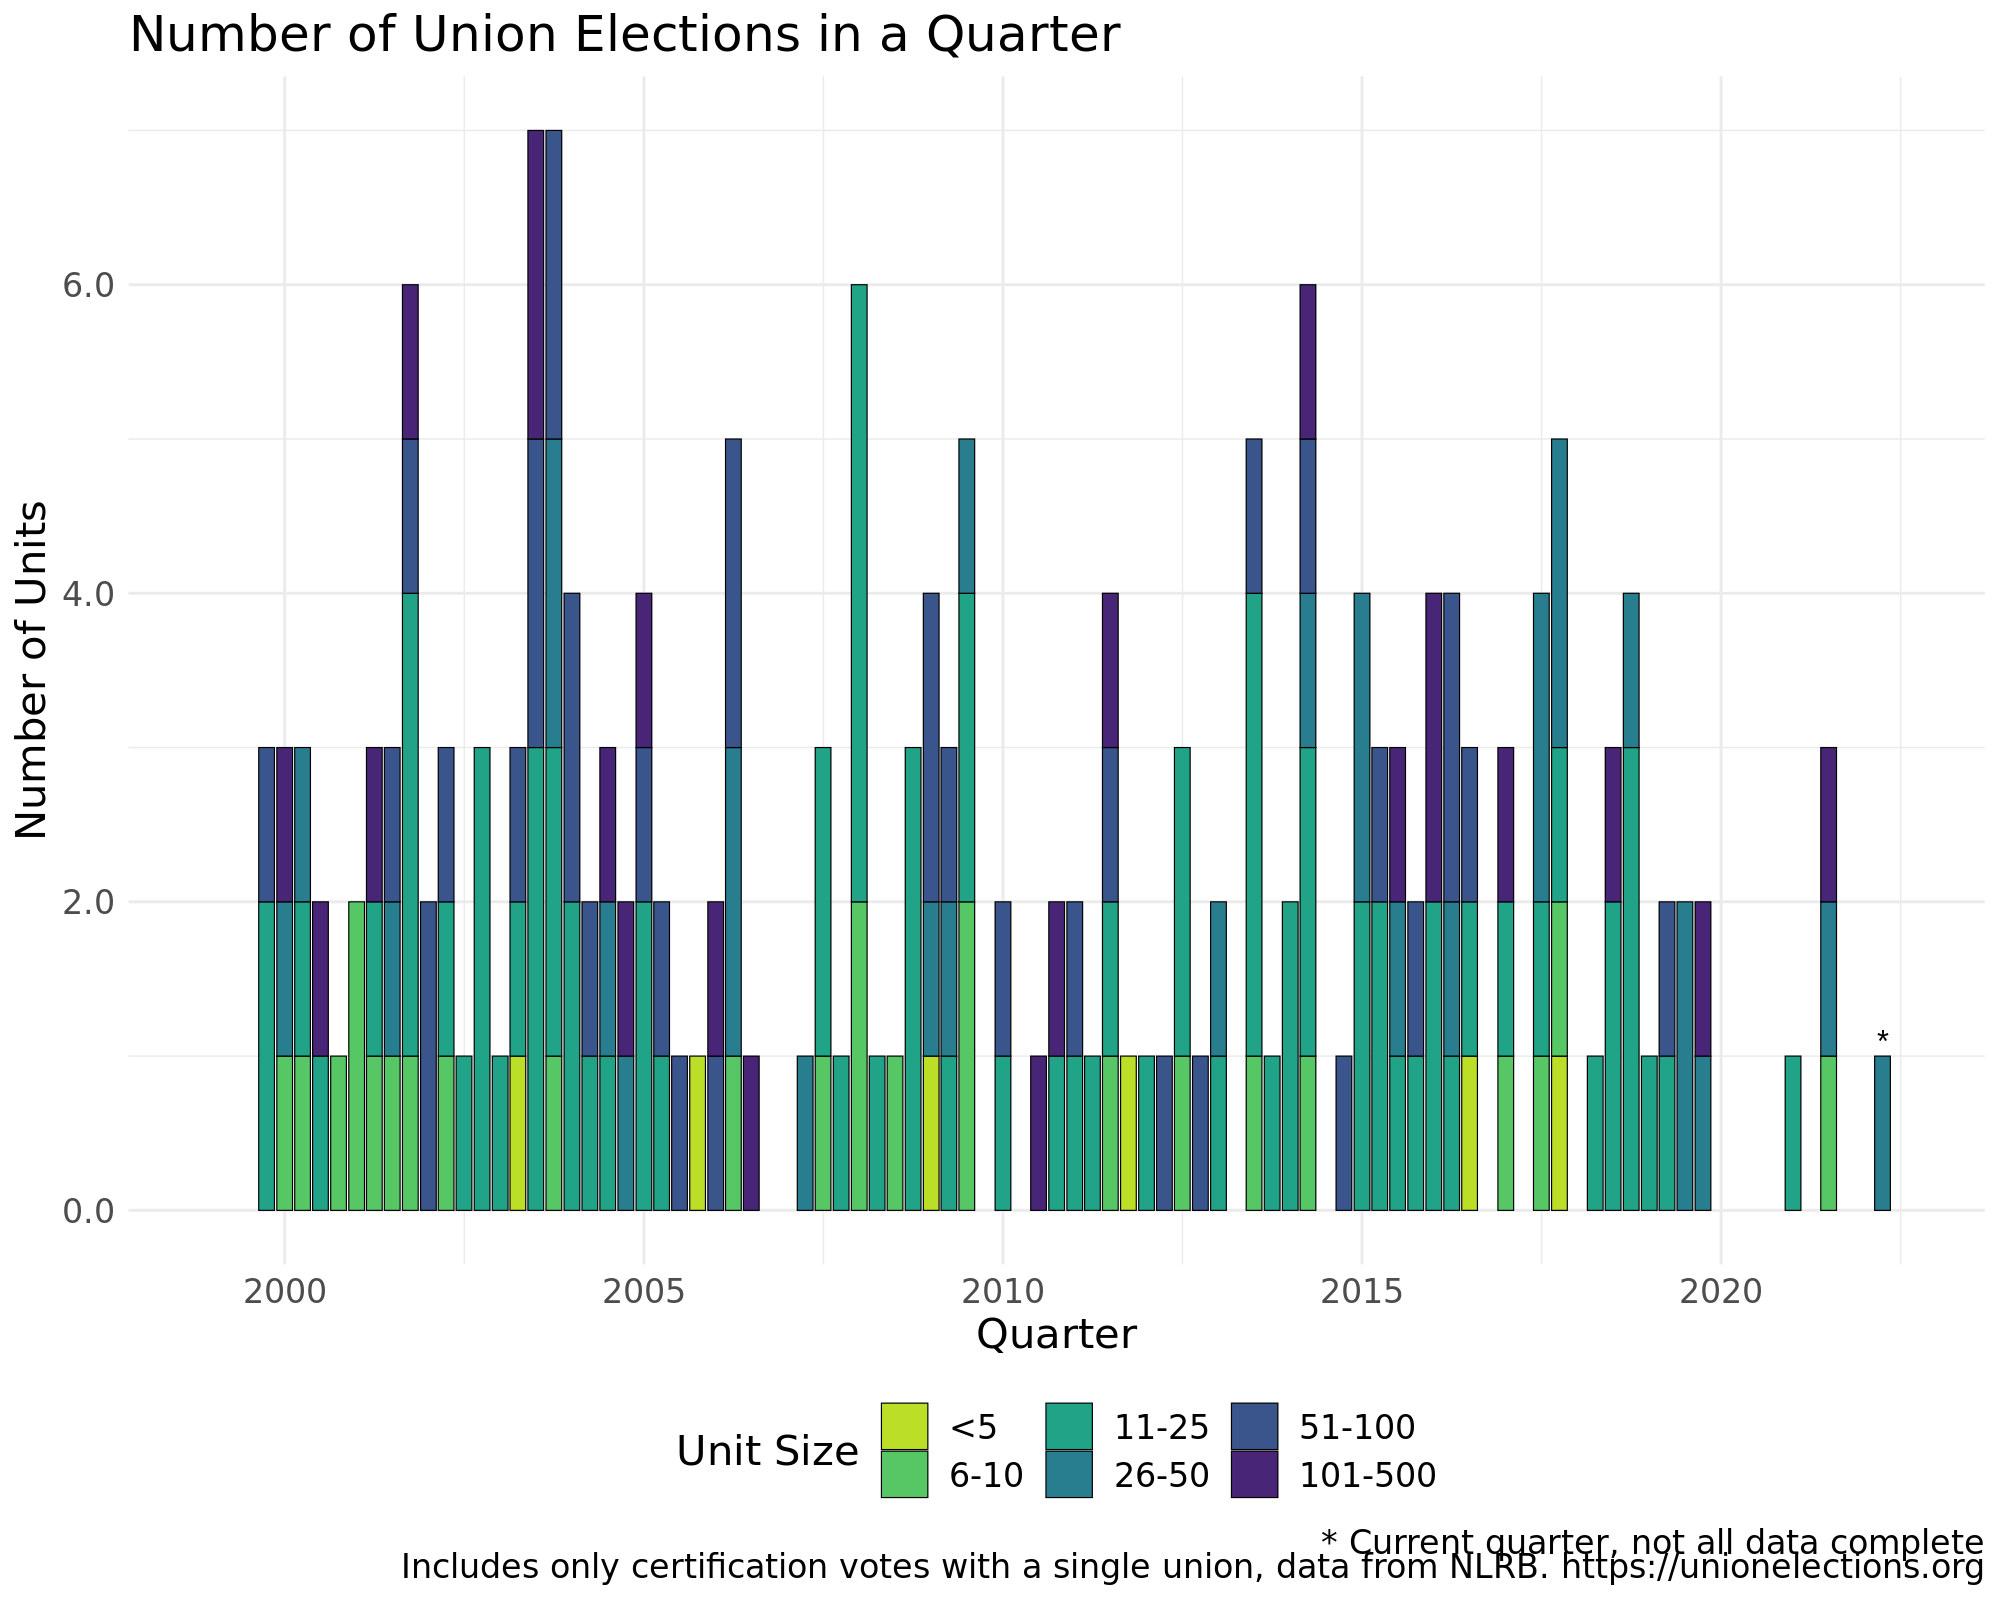 Number of Union Elections in a Quarter
Number of Units
6.0
4.0
2.0
0.0
*
2000 2005 2010 2015 2020
Quarter
Unit Size
<5 11-25 51-100
6-10 26-50 101-500
* Current quarter, not all data complete
Includes only certification votes with a single union, data from NLRB. https://unionelections.org